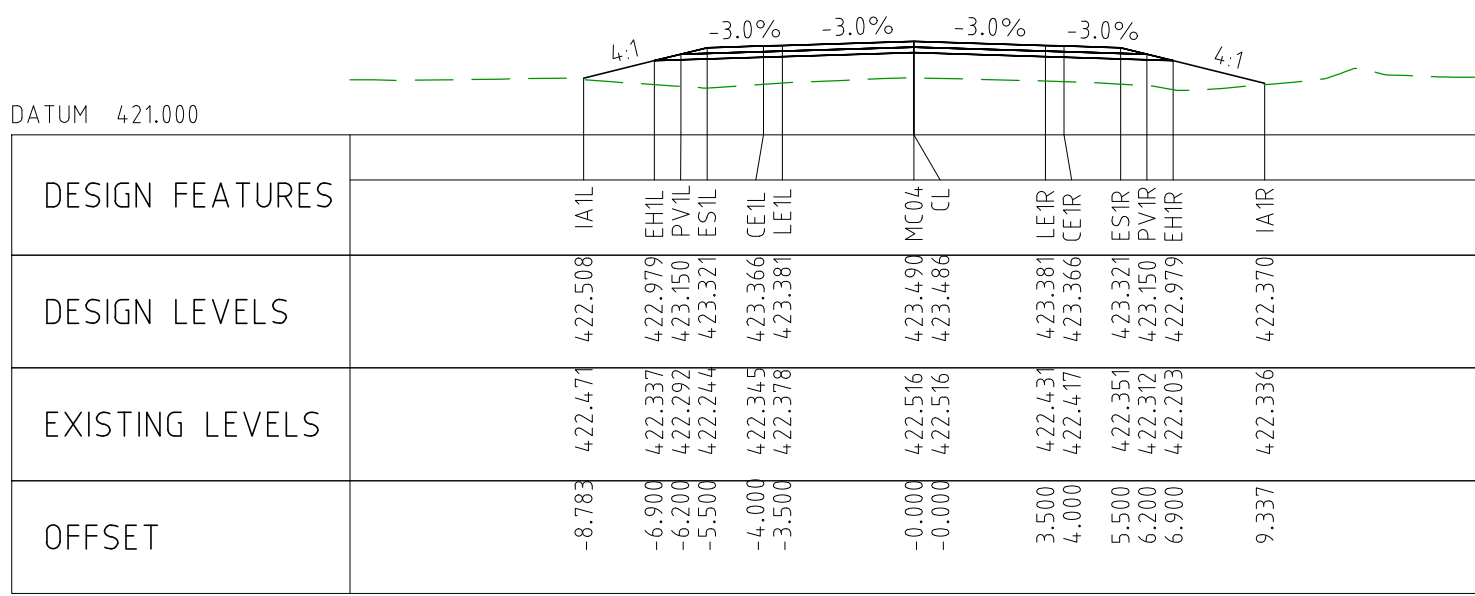 -3.0% -3.0% -3.0% -3.0%
4:1 4:1
DATUM 421.000
DESIGN FEATURES IA1L EH1L PV1L ES1L CE1L LE1L MC04 CL LE1R CE1R ES1R PV1R EH1R IA1R
DESIGN LEVELS 422.508 422.979 423.150 423.321 423.366 423.381 423.490 423.486 423.381 423.366 423.321 423.150 422.979 422.370
EXISTING LEVELS 422.471 422.337 422.292 422.244 422.345 422.378 422.516 422.516 422.431 422.417 422.351 422.312 422.203 422.336
OFFSET -8.783 -6.900 -6.200 -5.500 -4.000 -3.500 -0.000 -0.000 3.500 4.000 5.500 6.200 6.900 9.337